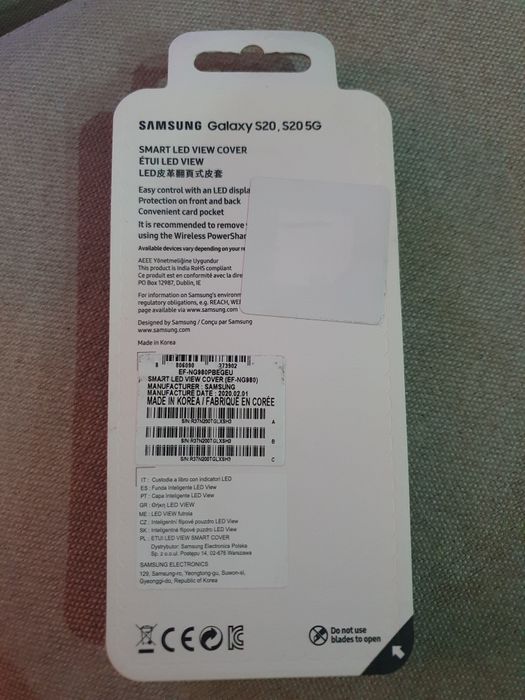 SAMSUNG Galaxy S20, S20 5G
SMART LED VIEW COVER
ÉTUI LED VIEW
LED皮革翻頁式皮套
Easy control with an LED displa
Protection on front and back
Convenient card pocket
It is recommended to remove
using the Wireless PowerShar
Available devices vary depending on your re
AEEE Yönetmeliğine Uygundur
This product is India RoHS compliant
Ce produit est en conformité avec la dire
PO Box 12987, Dublin, IE
For information on Samsung's environm
regulatory obligations, e.g. REACH, WEE
page available via www.samsung.com
Designed by Samsung / Conçu par Samsung
www.samsung.com
Made in Korea
8 806090 273902
EF-NG980PBEGEU
SMART LED VIEW COVER (EF-NG980)
MANUFACTURER : SAMSUNG
MANUFACTURE DATE : 2020.02.01
MADE IN KOREA / FABRIQUÉ EN CORÉE
S/N: R37N200TGLXSH3 A
S/N: R37N200TGLXSH3 B
S/N: R37N200TGLXSH3 C
IT : Custodia a libro con indicatori LED
ES : Funda Inteligente LED View
PT : Capa Inteligente LED View
GR : Θήκη LED VIEW
ME : LED VIEW futrola
CZ : Inteligentní flipové pouzdro LED View
SK : Inteligentné flipové puzdro LED View
PL : ETUI LED VIEW SMART COVER
Dystrybutor: Samsung Electronics Polska
Sp. z o.o. ul. Postępu 14, 02-676 Warszawa
SAMSUNG ELECTRONICS
129, Samsung-ro, Yeongtong-gu, Suwon-si,
Gyeonggi-do, Republic of Korea
CE
Do not use
blades to open